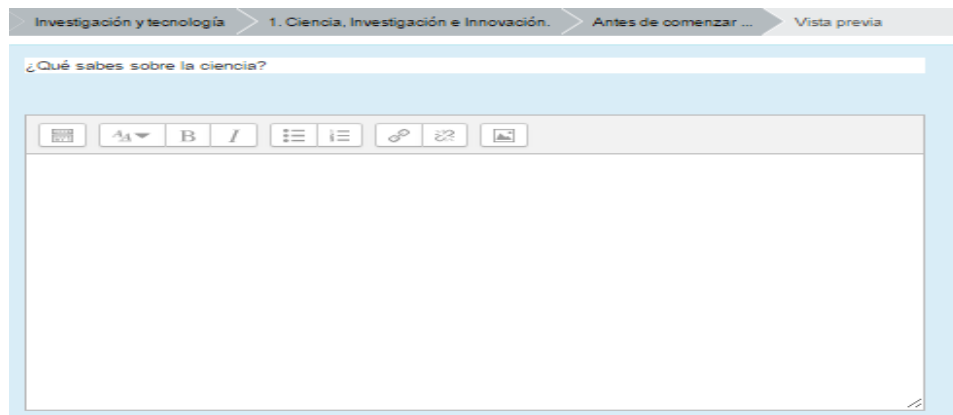 Investigación y tecnología 1. Ciencia, Investigación e Innovación. Antes de comenzar ... Vista previa
¿Qué sabes sobre la ciencia?
B I